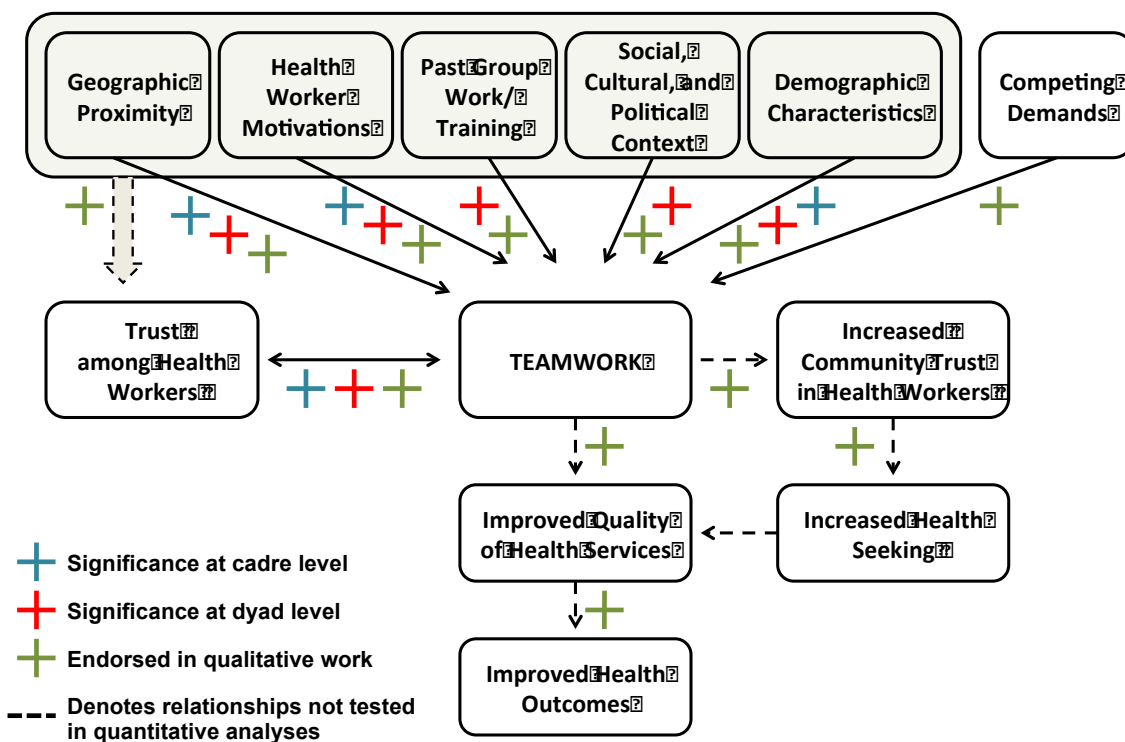 Geographic
Proximity
Health
Worker
Motivations
Past Group
Work/
Training
Social,
Cultural, and
Political
Context
Demographic
Characteristics
Competing
Demands
Trust
among Health
Workers
TEAMWORK
Increased
Community Trust
in Health Workers
Improved Quality
of Health Services
Increased Health
Seeking
Improved Health
Outcomes
Significance at cadre level
Significance at dyad level
Endorsed in qualitative work
Denotes relationships not tested
in quantitative analyses